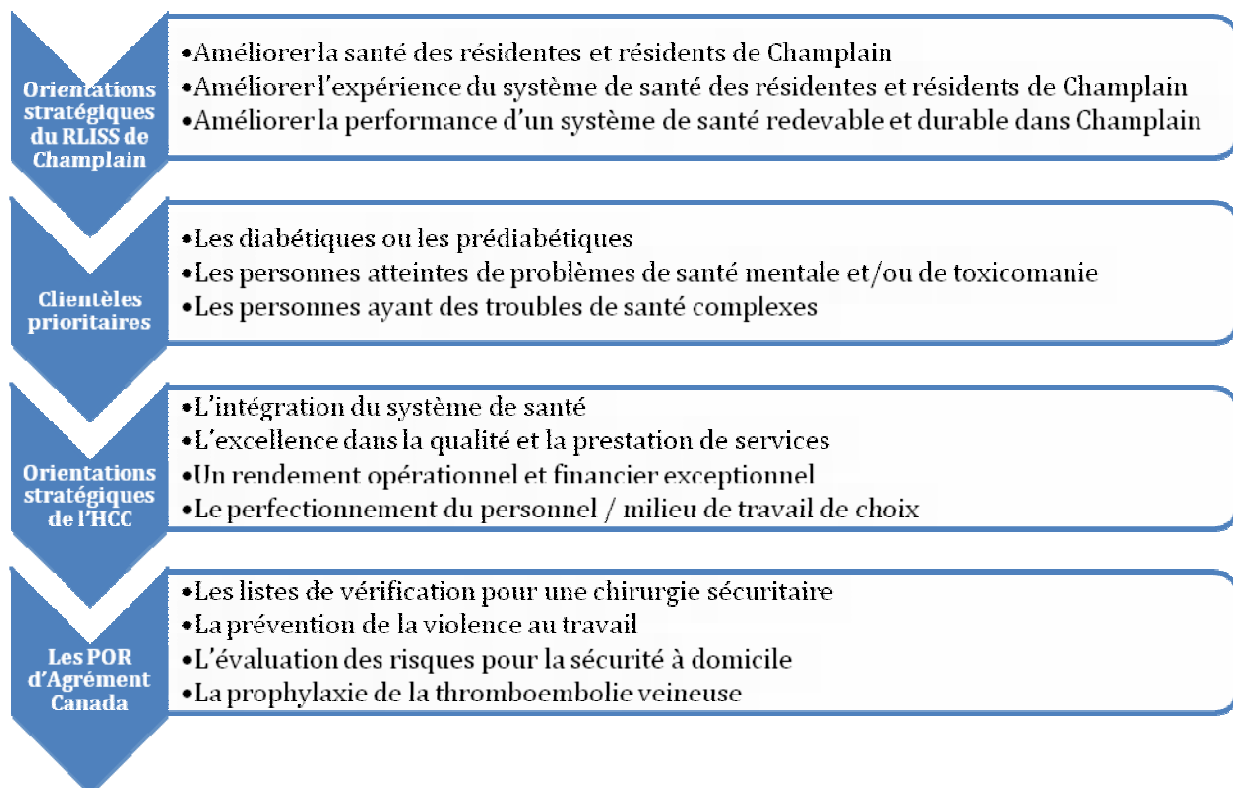 Orientations
stratégiques
du RLISS de
Champlain
•Améliorer la santé des résidentes et résidents de Champlain
•Améliorer l'expérience du système de santé des résidentes et résidents de Champlain
•Améliorer la performance d'un système de santé redevable et durable dans Champlain
Clientèles
prioritaires
•Les diabétiques ou les prédiabétiques
•Les personnes atteintes de problèmes de santé mentale et/ou de toxicomanie
•Les personnes ayant des troubles de santé complexes
Orientations
stratégiques
de l'HCC
•L'intégration du système de santé
•L'excellence dans la qualité et la prestation de services
•Un rendement opérationnel et financier exceptionnel
•Le perfectionnement du personnel / milieu de travail de choix
Les POR
d'Agrément
Canada
•Les listes de vérification pour une chirurgie sécuritaire
•La prévention de la violence au travail
•L'évaluation des risques pour la sécurité à domicile
•La prophylaxie de la thromboembolie veineuse